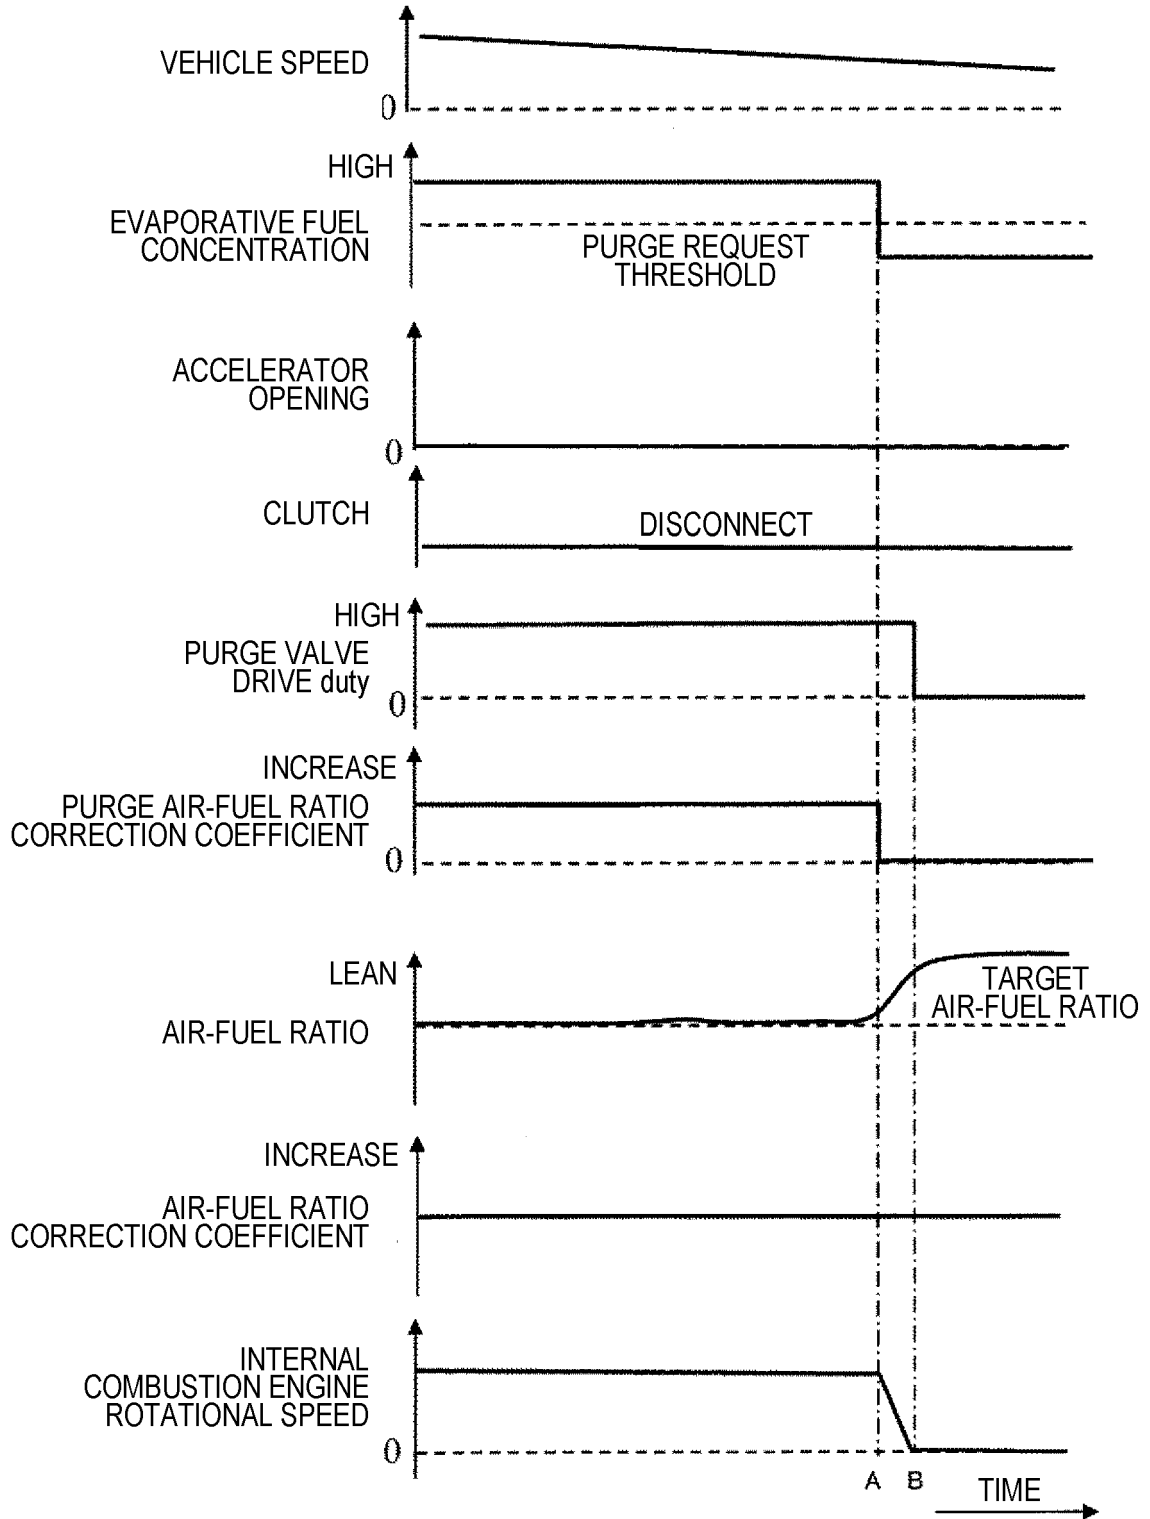 VEHICLE SPEED
0
HIGH
EVAPORATIVE FUEL
CONCENTRATION
PURGE REQUEST
THRESHOLD
ACCELERATOR
OPENING
0
CLUTCH
DISCONNECT
HIGH
PURGE VALVE
DRIVE duty
0
INCREASE
PURGE AIR-FUEL RATIO
CORRECTION COEFFICIENT
0
LEAN
AIR-FUEL RATIO
TARGET
AIR-FUEL RATIO
INCREASE
AIR-FUEL RATIO
CORRECTION COEFFICIENT
INTERNAL
COMBUSTION ENGINE
ROTATIONAL SPEED
0
A B
TIME